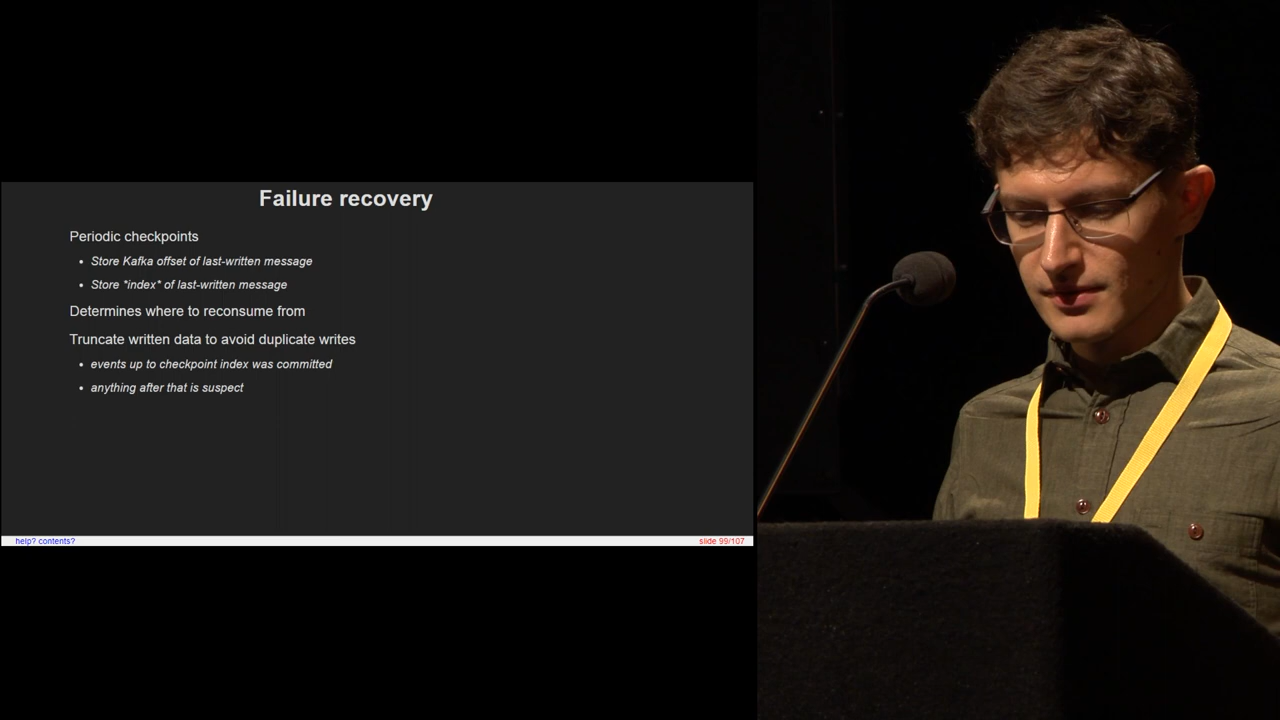 Failure recovery
Periodic checkpoints
Store Kafka offset of last-written message
Store *index* of last-written message
Determines where to reconsume from
Truncate written data to avoid duplicate writes
events up to checkpoint index was committed
anything after that is suspect
help? contents?
slide 99/107